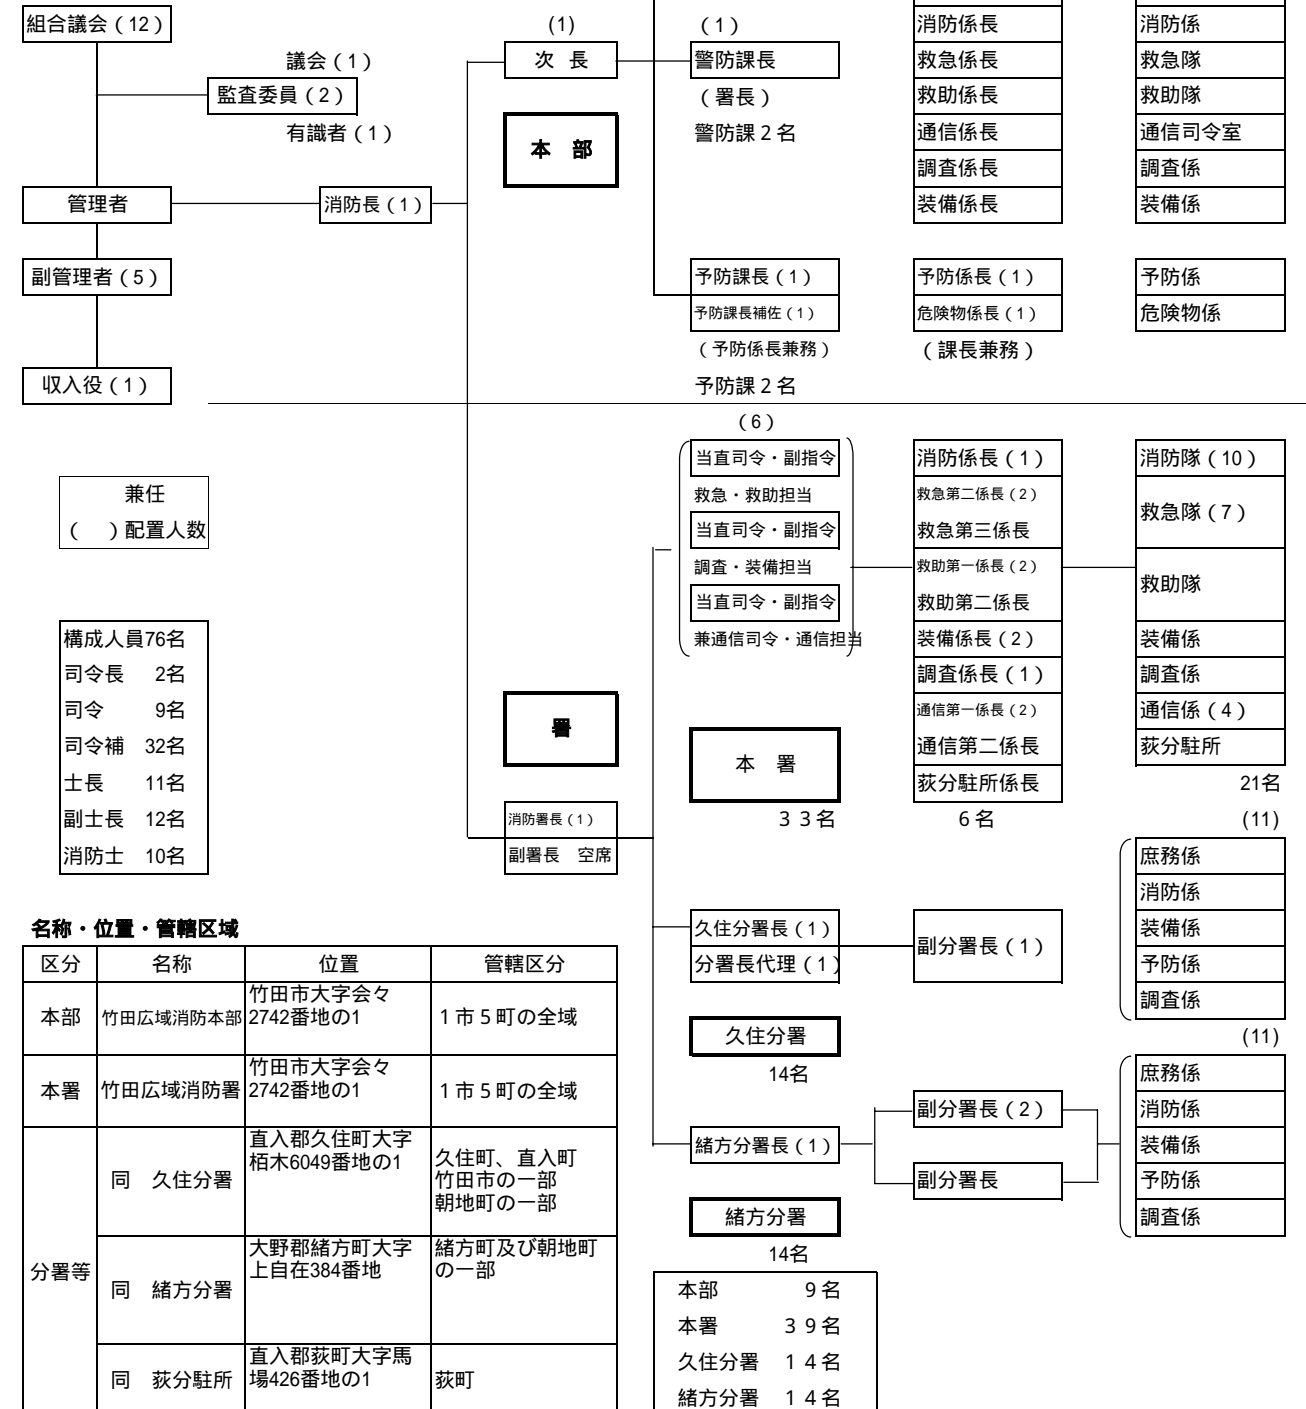 組合議会（12）
議会（1）
監査委員（2）
有識者（1）
管理者
消防長（1）
副管理者（5）
収入役（1）
(1)
次 長
本 部
（1）
警防課長
（署長）
警防課２名
消防係長
救急係長
救助係長
通信係長
調査係長
装備係長
消防係
救急隊
救助隊
通信司令室
調査係
装備係
予防課長（1）
予防課長補佐（1）
（予防係長兼務）
予防課２名
予防係長（1）
危険物係長（1）
（課長兼務）
予防係
危険物係
兼任
（　）配置人数
構成人員76名
司令長　2名
司令　9名
司令補　32名
士長　11名
副士長　12名
消防士　10名
署
消防署長（1）
副署長　空席
（6）
当直司令・副指令
救急・救助担当
当直司令・副指令
調査・装備担当
当直司令・副指令
兼通信司令・通信担当
本　署
３３名
消防係長（1）
救急第二係長（2）
救急第三係長
救助第一係長（2）
救助第二係長
装備係長（2）
調査係長（1）
通信第一係長（2）
通信第二係長
荻分駐所係長
6名
消防隊（10）
救急隊（7）
救助隊
装備係
調査係
通信係（4）
荻分駐所
21名
(11)
庶務係
消防係
装備係
予防係
調査係
久住分署長（1）
分署長代理（1）
副分署長（1）
久住分署
14名
(11)
庶務係
消防係
装備係
予防係
調査係
緒方分署長（1）
副分署長（2）
副分署長
緒方分署
14名
本部　９名
本署　３９名
久住分署　１４名
緒方分署　１４名
名称・位置・管轄区域
区分　名称　位置　管轄区分
本部　竹田広域消防本部　竹田市大字会々
2742番地の1　１市５町の全域
本署　竹田広域消防署　竹田市大字会々
2742番地の1　１市５町の全域
分署等
同　久住分署
直入郡久住町大字
栢木6049番地の1
久住町、直入町
竹田市の一部
朝地町の一部
同　緒方分署
大野郡緒方町大字
上自在384番地
緒方町及び朝地町
の一部
同　荻分駐所
直入郡荻町大字馬
場426番地の1
荻町